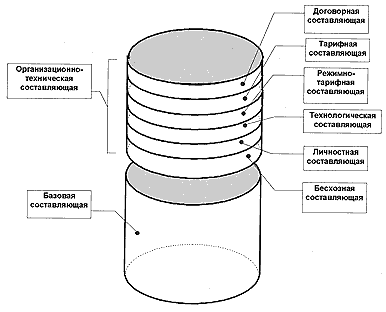 Договорная
составляющая
Тарифная
составляющая
Режимно-
тарифная
составляющая
Технологическая
составляющая
Личностная
составляющая
Бесхозная
составляющая
Организационно-
техническая
составляющая
Базовая
составляющая